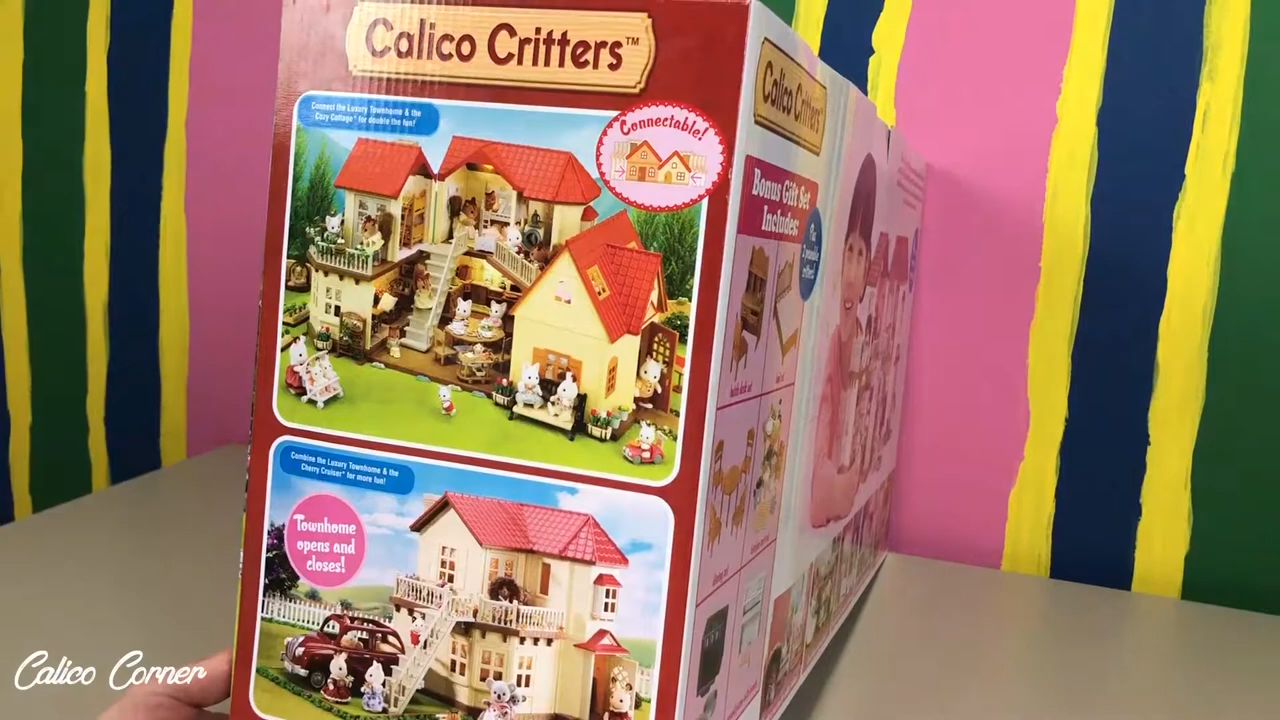 Calico Critters™
Connect the Luxury Townhome & the
Cozy Cottage* for double the fun!
Connectable!
Combine the Luxury Townhome & the
Cherry Cruiser* for more fun!
Townhome
opens and
closes!
Calico Critters
Bonus Gift Set
Includes:
Calico Corner